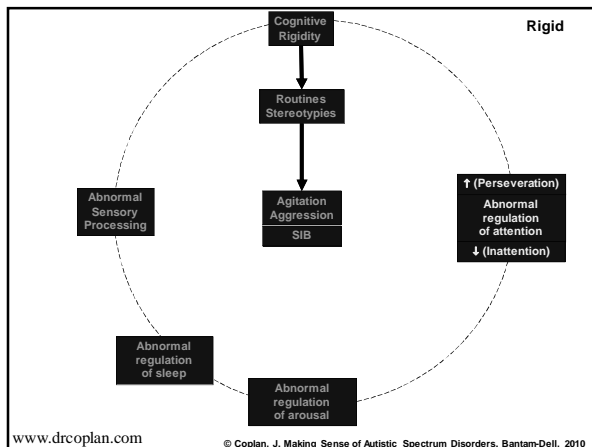 Rigid
Cognitive
Rigidity
Routines
Stereotypies
Abnormal
Sensory
Processing
Agitation
Aggression
SIB
↑ (Perseveration)
Abnormal
regulation
of attention
↓ (Inattention)
Abnormal
regulation
of sleep
Abnormal
regulation
of arousal
www.drcoplan.com
© Coplan, J. Making Sense of Autistic Spectrum Disorders, Bantam-Dell, 2010